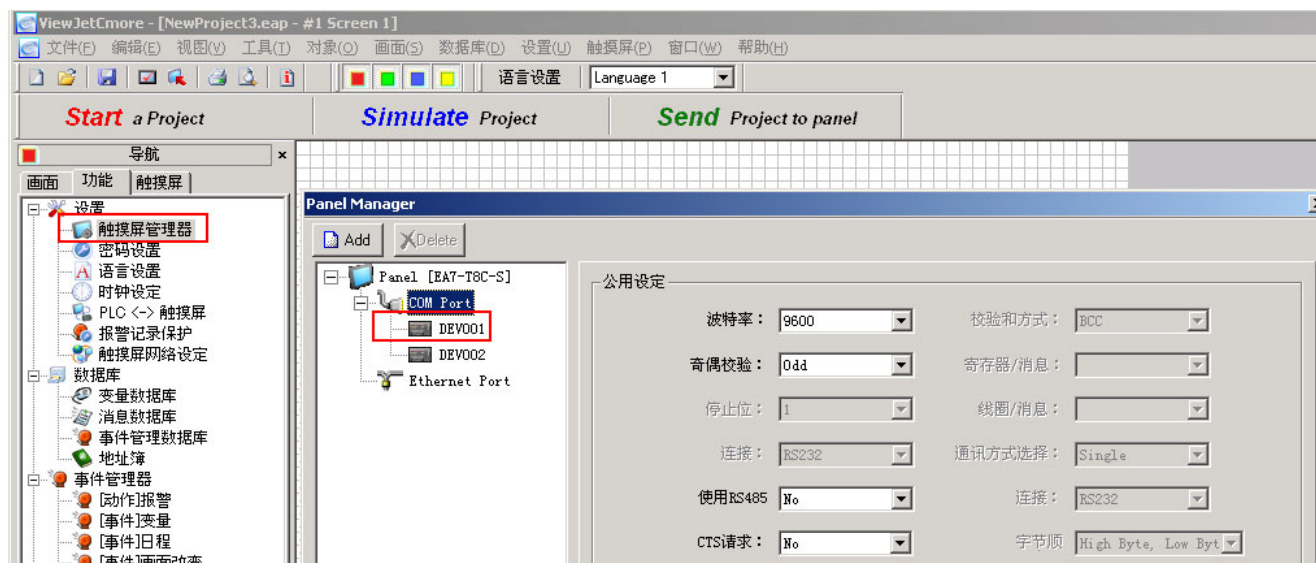 ViewJetCmore - [NewProject3.eap - #1 Screen 1]
文件(F) 编辑(E) 视图(V) 工具(T) 对象(O) 画面(S) 数据库(D) 设置(U) 触摸屏(P) 窗口(W) 帮助(H)
语言设置 Language 1
Start a Project Simulate Project Send Project to panel
导航
画面 功能 触摸屏
设置
触摸屏管理器
密码设置
语言设置
时钟设定
PLC <-> 触摸屏
报警记录保护
触摸屏网络设定
数据库
变量数据库
消息数据库
事件管理数据库
地址簿
事件管理器
[动作]报警
[事件]变量
[事件]日程
[事件]画面改变
Panel Manager
Add Delete
Panel [EA7-T8C-S]
COM Port
DEV001
DEV002
Ethernet Port
公用设定
波特率： 9600 校验和方式： BCC
奇偶校验： Odd 寄存器/消息：
停止位： 1 线圈/消息：
连接： RS232 通讯方式选择： Single
使用RS485 No 连接： RS232
CTS请求： No 字节顺 High Byte, Low Byt